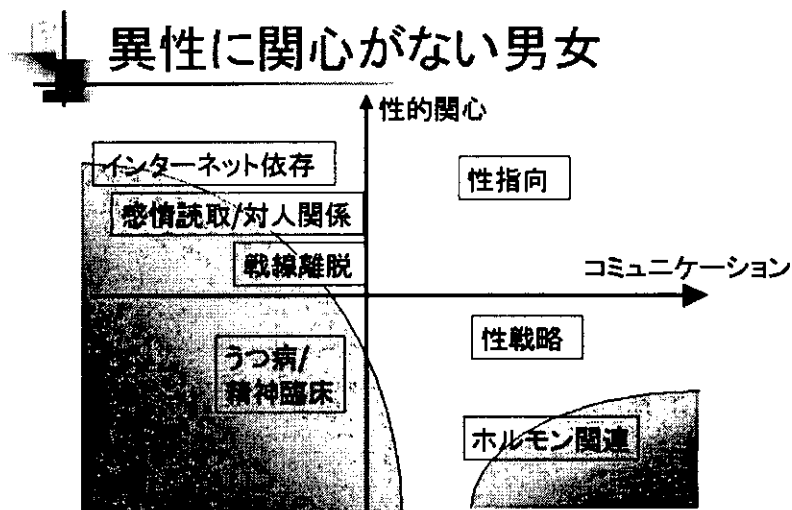 異性に関心がない男女
性的関心
インターネット依存
性指向
感情読取/対人関係
戦線離脱
コミュニケーション
うつ病/
精神臨床
性戦略
ホルモン関連